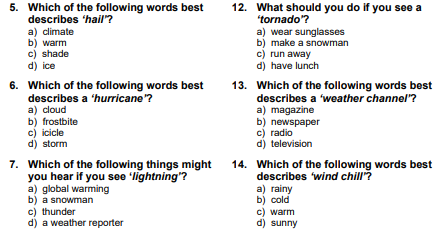 5. Which of the following words best
describes ‘hail’?
a) climate
b) warm
c) shade
d) ice
6. Which of the following words best
describes a ‘hurricane’?
a) cloud
b) frostbite
c) icicle
d) storm
7. Which of the following things might
you hear if you see ‘lightning’?
a) global warming
b) a snowman
c) thunder
d) a weather reporter
12. What should you do if you see a
‘tornado’?
a) wear sunglasses
b) make a snowman
c) run away
d) have lunch
13. Which of the following words best
describes a ‘weather channel’?
a) magazine
b) newspaper
c) radio
d) television
14. Which of the following words best
describes ‘wind chill’?
a) rainy
b) cold
c) warm
d) sunny